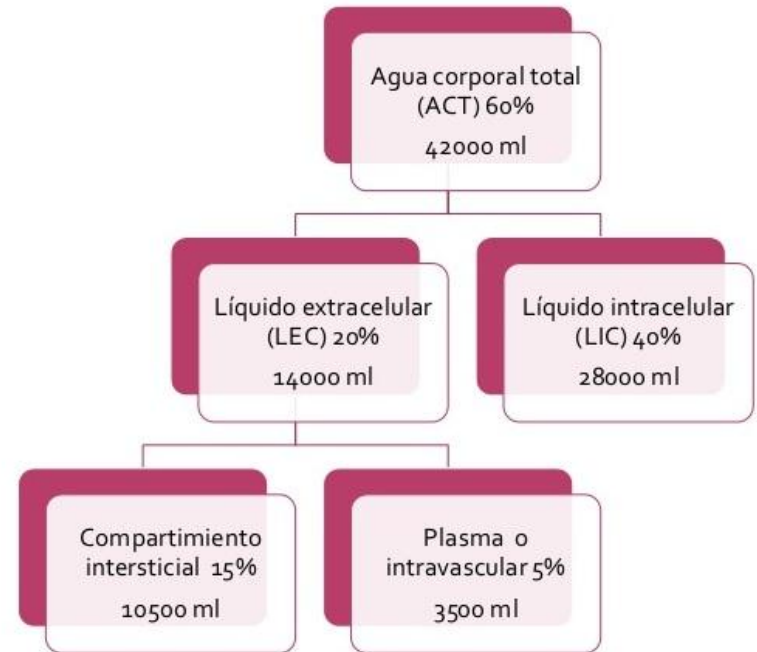 Agua corporal total
(ACT) 60%
42000 ml
Líquido extracelular
(LEC) 20%
14000 ml
Líquido intracelular
(LIC) 40%
28000 ml
Compartimiento
intersticial 15%
10500 ml
Plasma o
intravascular 5%
3500 ml